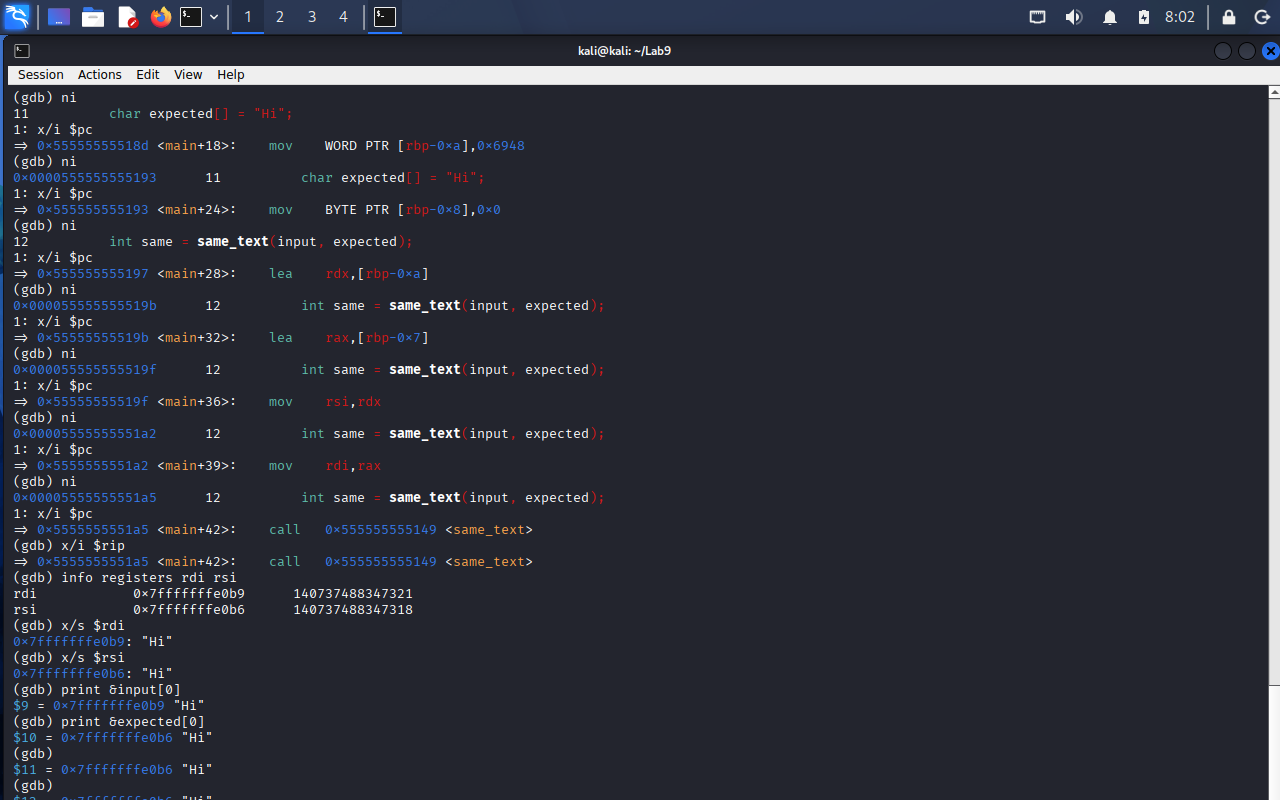 1 2 3 4 8:02
kali@kali: ~/Lab9
Session Actions Edit View Help
(gdb) ni
11          char expected[] = "Hi";
1: x/i $pc
=> 0×55555555518d <main+18>:    mov    WORD PTR [rbp-0×a],0×6948
(gdb) ni
0×0000555555555193      11          char expected[] = "Hi";
1: x/i $pc
=> 0×555555555193 <main+24>:    mov    BYTE PTR [rbp-0×8],0×0
(gdb) ni
12          int same = same_text(input, expected);
1: x/i $pc
=> 0×555555555197 <main+28>:    lea    rdx,[rbp-0×a]
(gdb) ni
0×000055555555519b      12          int same = same_text(input, expected);
1: x/i $pc
=> 0×55555555519b <main+32>:    lea    rax,[rbp-0×7]
(gdb) ni
0×000055555555519f      12          int same = same_text(input, expected);
1: x/i $pc
=> 0×55555555519f <main+36>:    mov    rsi,rdx
(gdb) ni
0×00005555555551a2      12          int same = same_text(input, expected);
1: x/i $pc
=> 0×5555555551a2 <main+39>:    mov    rdi,rax
(gdb) ni
0×00005555555551a5      12          int same = same_text(input, expected);
1: x/i $pc
=> 0×5555555551a5 <main+42>:    call   0×555555555149 <same_text>
(gdb) x/i $rip
=> 0×5555555551a5 <main+42>:    call   0×555555555149 <same_text>
(gdb) info registers rdi rsi
rdi            0×7fffffffe0b9      140737488347321
rsi            0×7fffffffe0b6      140737488347318
(gdb) x/s $rdi
0×7fffffffe0b9: "Hi"
(gdb) x/s $rsi
0×7fffffffe0b6: "Hi"
(gdb) print &input[0]
$9 = 0×7fffffffe0b9 "Hi"
(gdb) print &expected[0]
$10 = 0×7fffffffe0b6 "Hi"
(gdb)
$11 = 0×7fffffffe0b6 "Hi"
(gdb)
$12 = 0×7fffffffe0b6 "Hi"